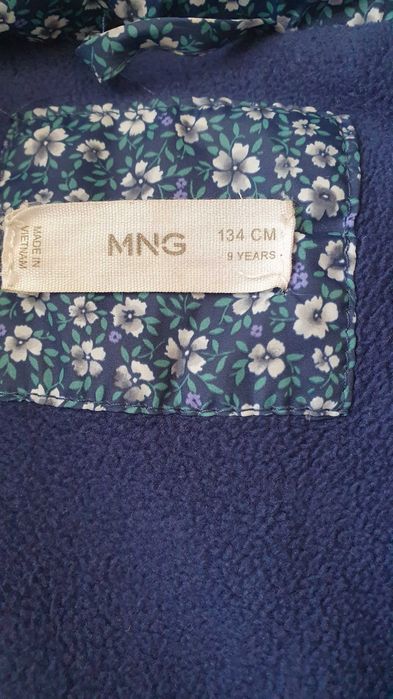 MADE IN
VIETNAM
MNG
134 CM
9 YEARS